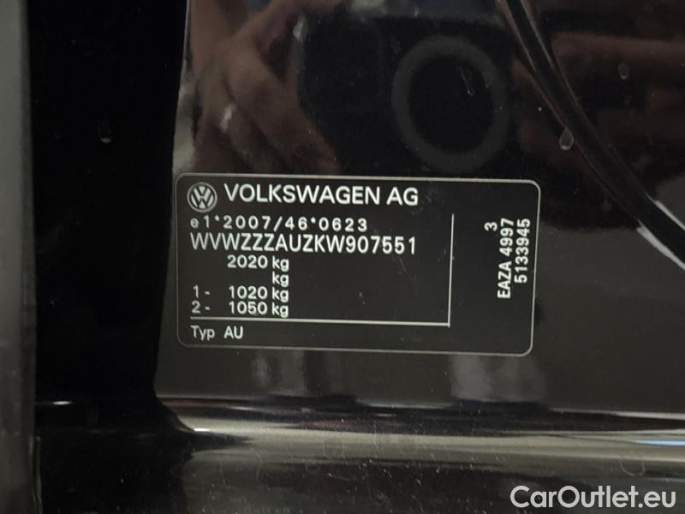 VOLKSWAGEN AG
e1*2007/46*0623
WVWZZZAUZKW907551
2020 kg
kg
1- 1020 kg
2- 1050 kg
Typ AU
3
EAZA 4997
5133945
CarOutlet.eu